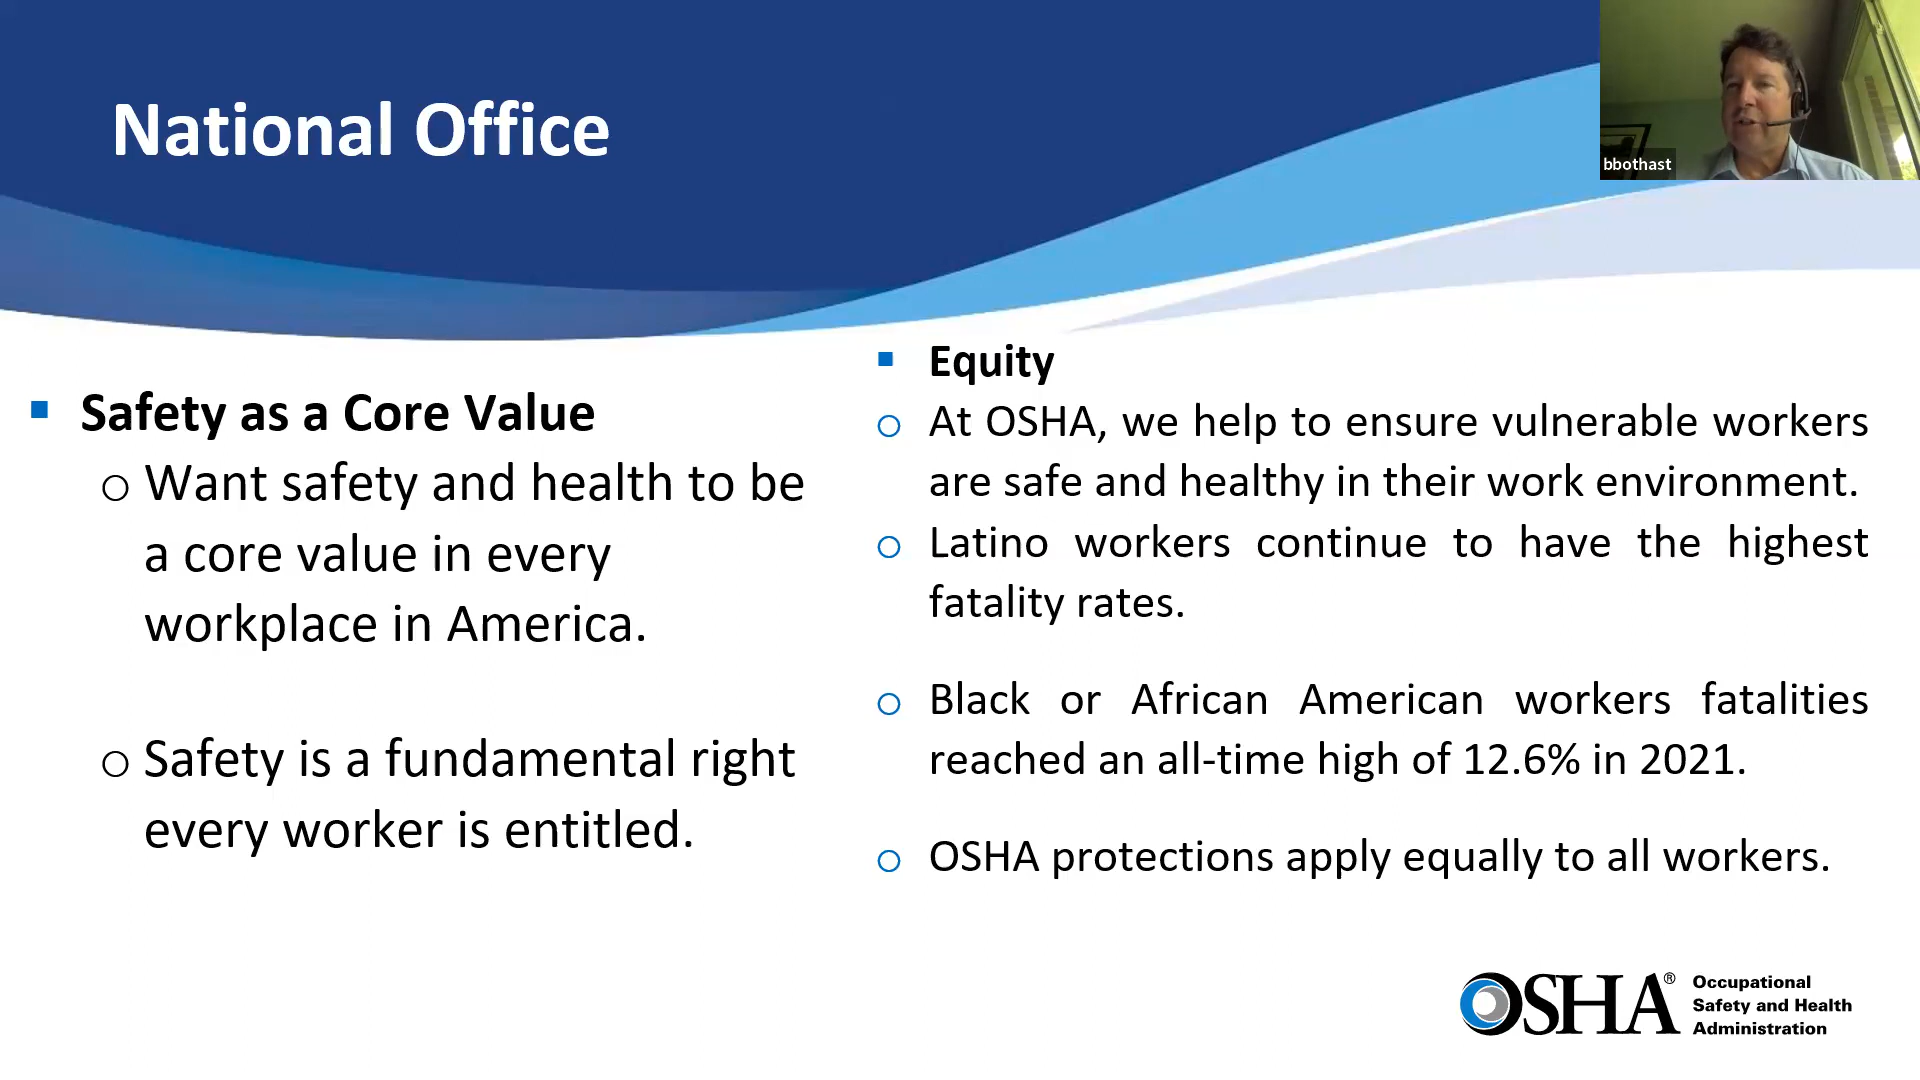 National Office
bbothast
Safety as a Core Value
Want safety and health to be
a core value in every
workplace in America.
Safety is a fundamental right
every worker is entitled.
Equity
At OSHA, we help to ensure vulnerable workers
are safe and healthy in their work environment.
Latino workers continue to have the highest
fatality rates.
Black or African American workers fatalities
reached an all-time high of 12.6% in 2021.
OSHA protections apply equally to all workers.
OSHA®
Occupational
Safety and Health
Administration